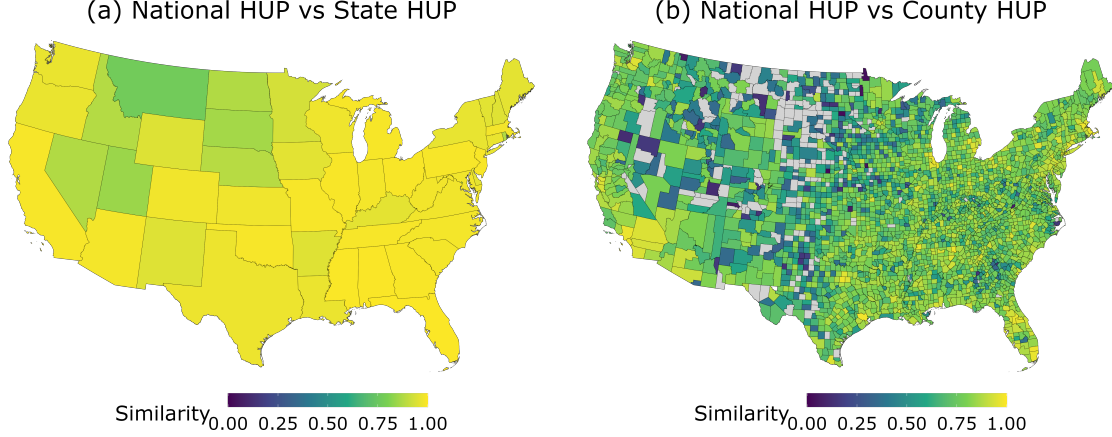 (a) National HUP vs State HUP
(b) National HUP vs County HUP
Similarity
0.00 0.25 0.50 0.75 1.00
Similarity
0.00 0.25 0.50 0.75 1.00